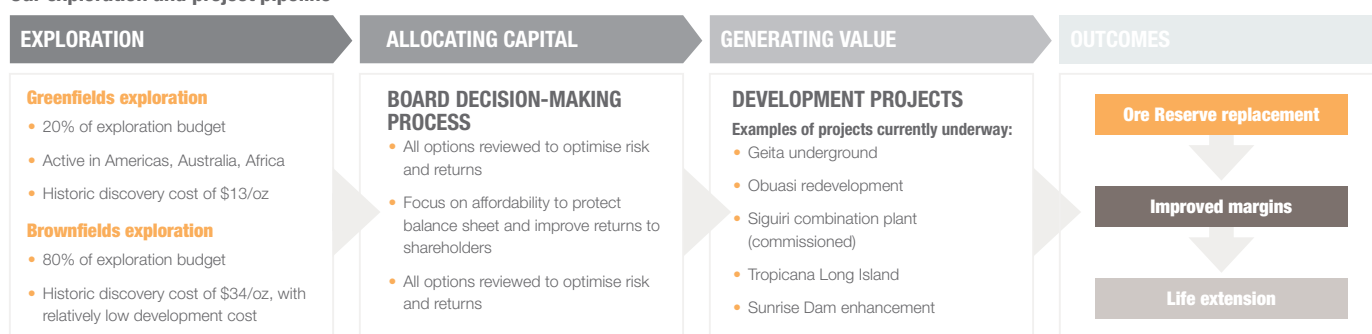 Our exploration and project pipeline
EXPLORATION
ALLOCATING CAPITAL
GENERATING VALUE
OUTCOMES
Greenfields exploration
• 20% of exploration budget
• Active in Americas, Australia, Africa
• Historic discovery cost of $13/oz
Brownfields exploration
• 80% of exploration budget
• Historic discovery cost of $34/oz, with
relatively low development cost
BOARD DECISION-MAKING
PROCESS
• All options reviewed to optimise risk
and returns
• Focus on affordability to protect
balance sheet and improve returns to
shareholders
• All options reviewed to optimise risk
and returns
DEVELOPMENT PROJECTS
Examples of projects currently underway:
• Geita underground
• Obuasi redevelopment
• Siguiri combination plant
(commissioned)
• Tropicana Long Island
• Sunrise Dam enhancement
Ore Reserve replacement
Improved margins
Life extension